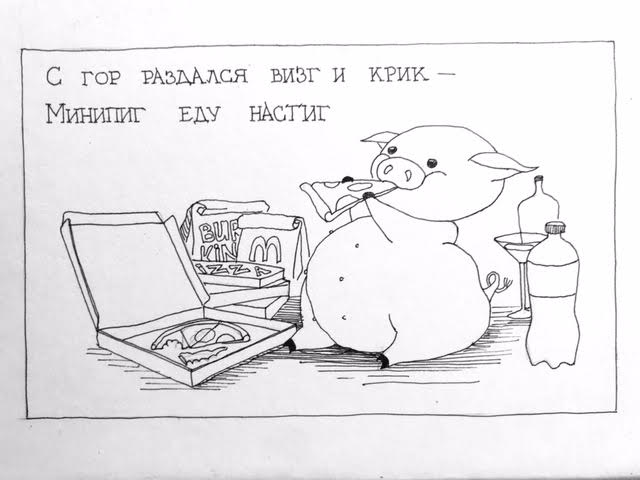 С ГОР РАЗДАЛСЯ ВИЗГ И КРИК —
МИНИПИГ ЕДУ НАСТИГ
BUR
KIN
M
IZZA